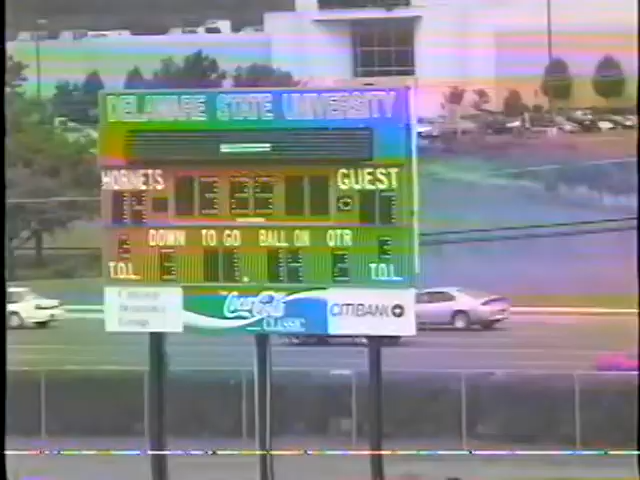 DELAWARE STATE UNIVERSITY
HORNETS GUEST
DOWN TO GO BALL ON QTR
T.O.L. T.O.L.
Coca-Cola CLASSIC CITIBANK